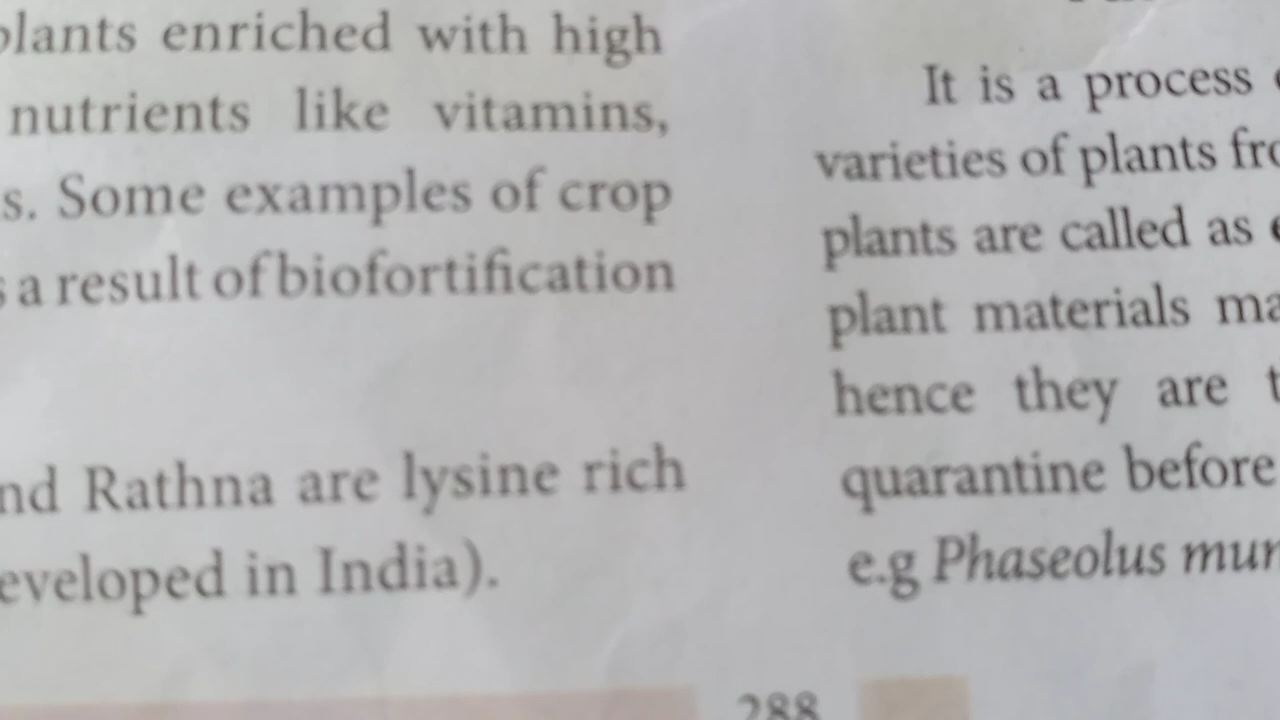 plants enriched with high
nutrients like vitamins,
s. Some examples of crop
s a result of biofortification
nd Rathna are lysine rich
eveloped in India).
It is a process
varieties of plants fro
plants are called as e
plant materials ma
hence they are t
quarantine before
e.g Phaseolus mun
288